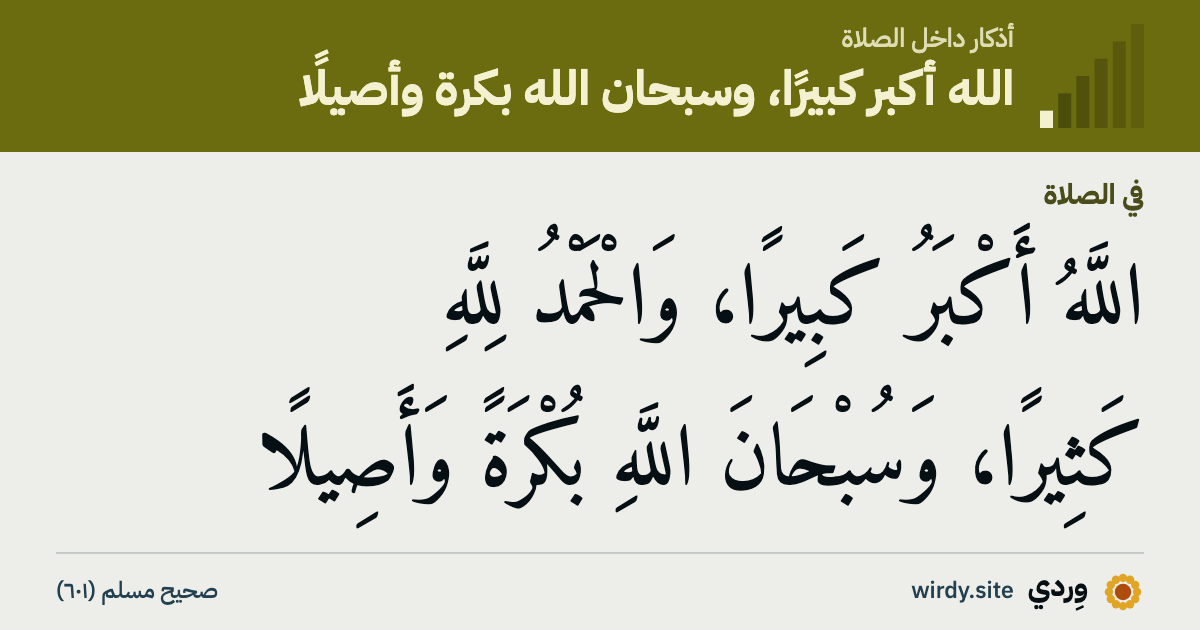 أذكار داخل الصلاة
الله أكبر كبيرًا، وسبحان الله بكرة وأصيلًا
في الصلاة
اللَّهُ أَكْبَرُ كَبِيرًا، وَالْحَمْدُ لِلَّهِ
كَثِيرًا، وَسُبْحَانَ اللَّهِ بُكْرَةً وَأَصِيلًا
وِردي wirdy.site
صحيح مسلم (٦٠١)